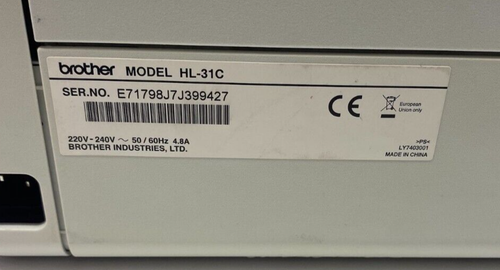 brother MODEL HL-31C
SER.NO. E71798J7J399427
European
Union only
220V-240V ~ 50/60Hz 4.8A
BROTHER INDUSTRIES, LTD.
>PS<
LY7403001
MADE IN CHINA